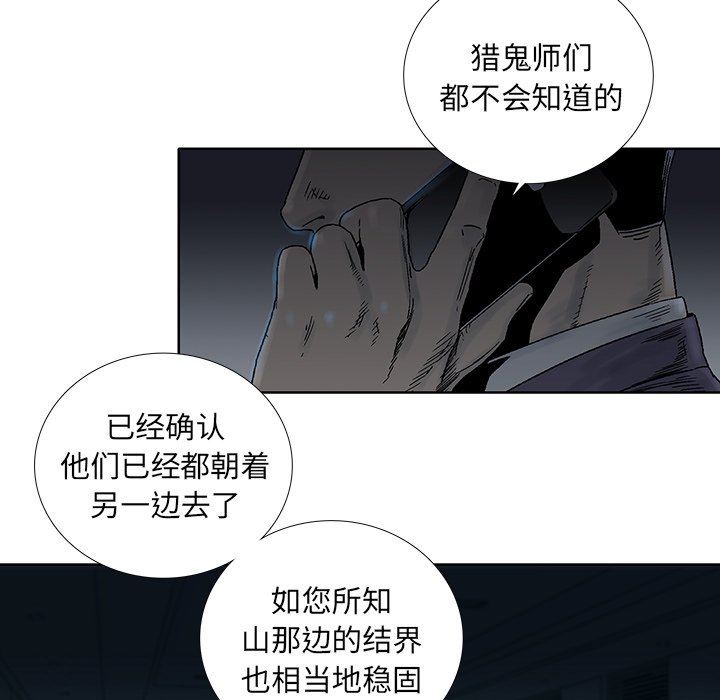 猎鬼师们
都不会知道的
已经确认
他们已经都朝着
另一边去了
如您所知
山那边的结界
也相当地稳固